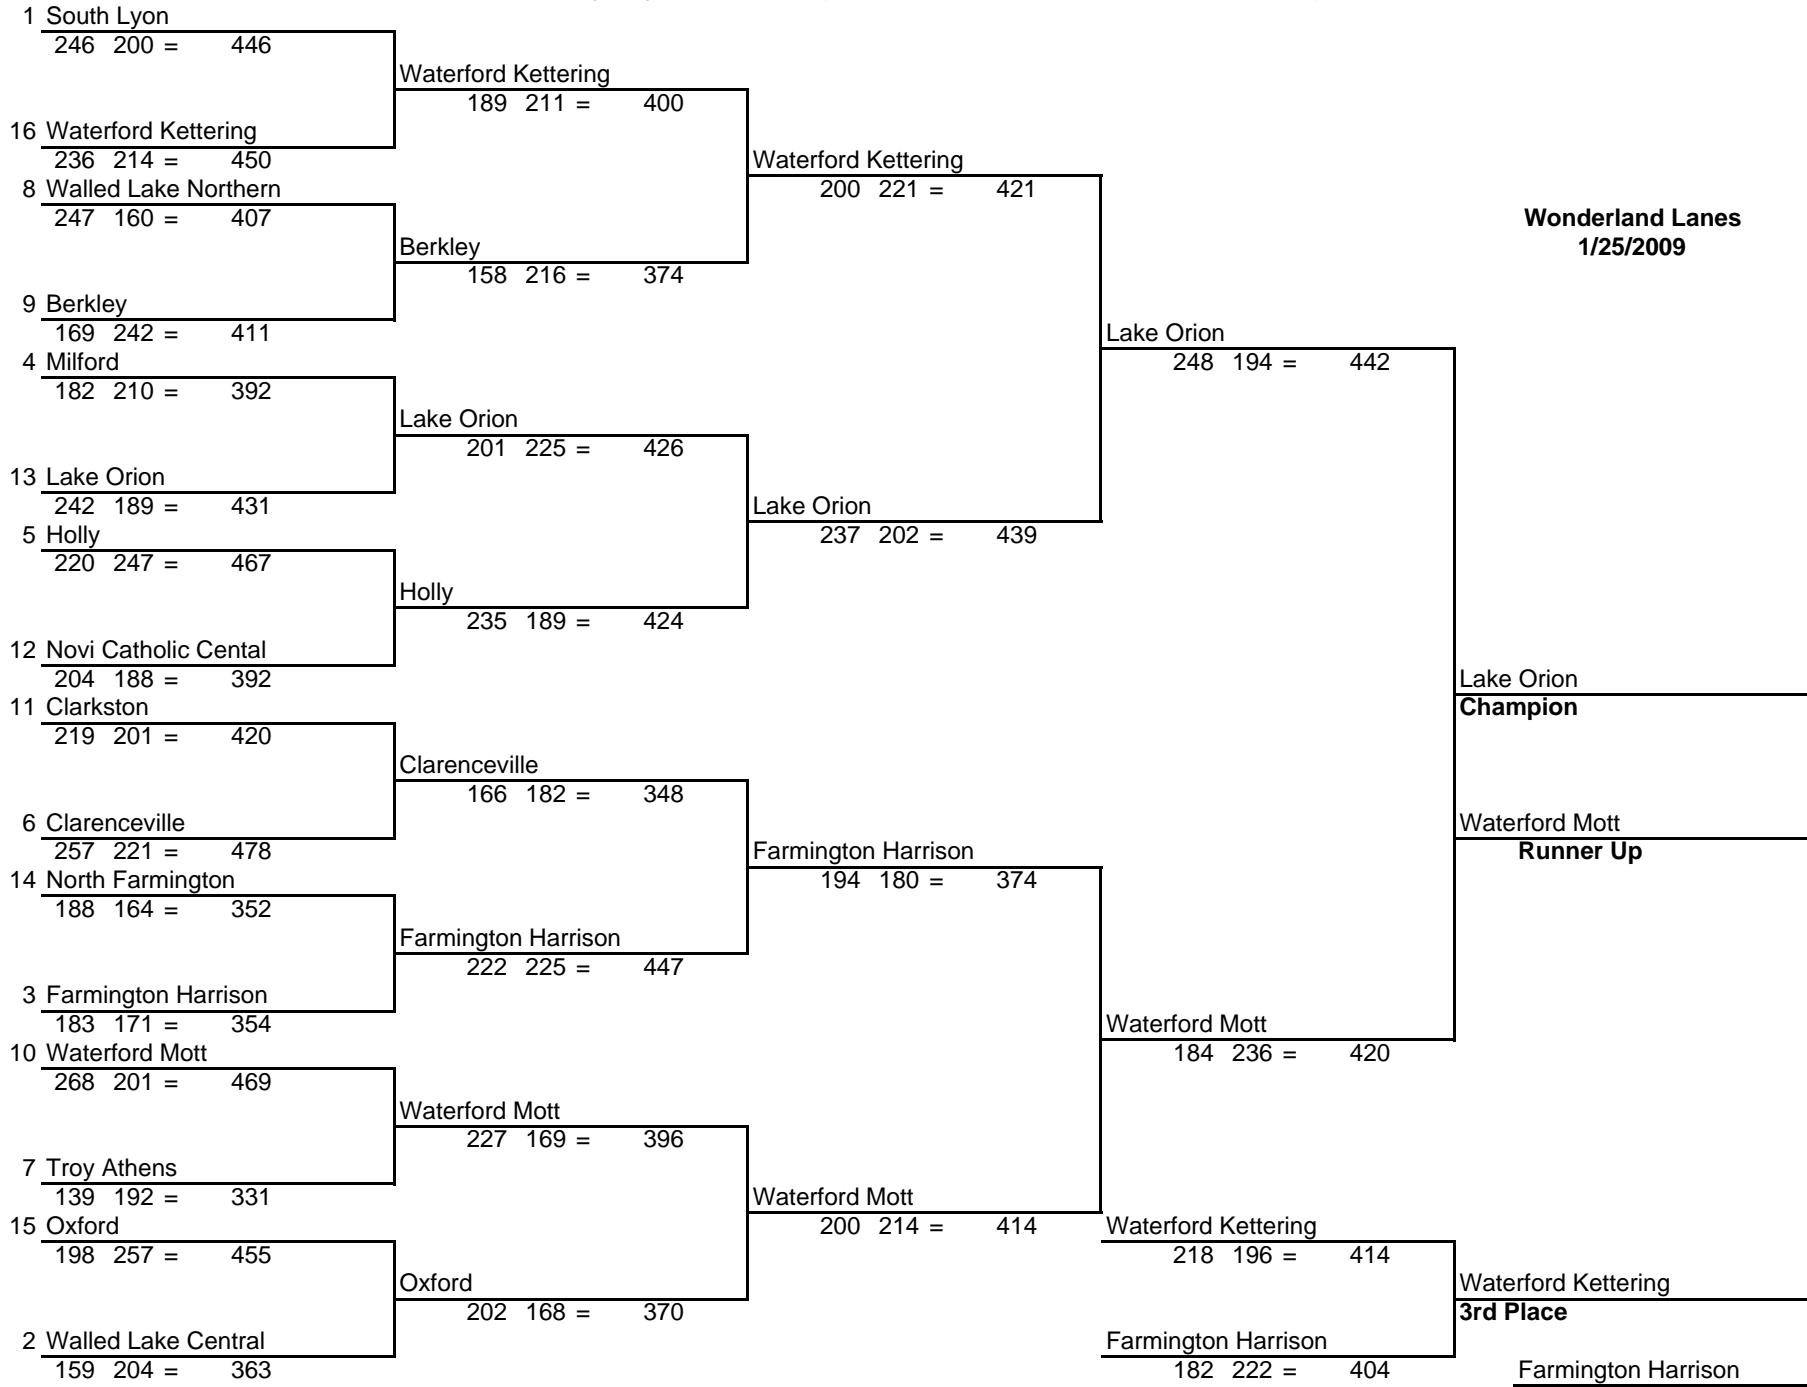 1 South Lyon
246 200 = 446
Waterford Kettering
189 211 = 400
16 Waterford Kettering
236 214 = 450
Waterford Kettering
200 221 = 421
8 Walled Lake Northern
247 160 = 407
Wonderland Lanes
1/25/2009
Berkley
158 216 = 374
9 Berkley
169 242 = 411
Lake Orion
248 194 = 442
4 Milford
182 210 = 392
Lake Orion
201 225 = 426
13 Lake Orion
242 189 = 431
Lake Orion
237 202 = 439
5 Holly
220 247 = 467
Holly
235 189 = 424
12 Novi Catholic Cental
204 188 = 392
Lake Orion
Champion
11 Clarkston
219 201 = 420
Clarenceville
166 182 = 348
6 Clarenceville
257 221 = 478
Waterford Mott
Runner Up
Farmington Harrison
194 180 = 374
14 North Farmington
188 164 = 352
Farmington Harrison
222 225 = 447
3 Farmington Harrison
183 171 = 354
Waterford Mott
184 236 = 420
10 Waterford Mott
268 201 = 469
Waterford Mott
227 169 = 396
7 Troy Athens
139 192 = 331
Waterford Mott
200 214 = 414
15 Oxford
198 257 = 455
Waterford Kettering
218 196 = 414
Oxford
202 168 = 370
Waterford Kettering
3rd Place
2 Walled Lake Central
159 204 = 363
Farmington Harrison
182 222 = 404
Farmington Harrison